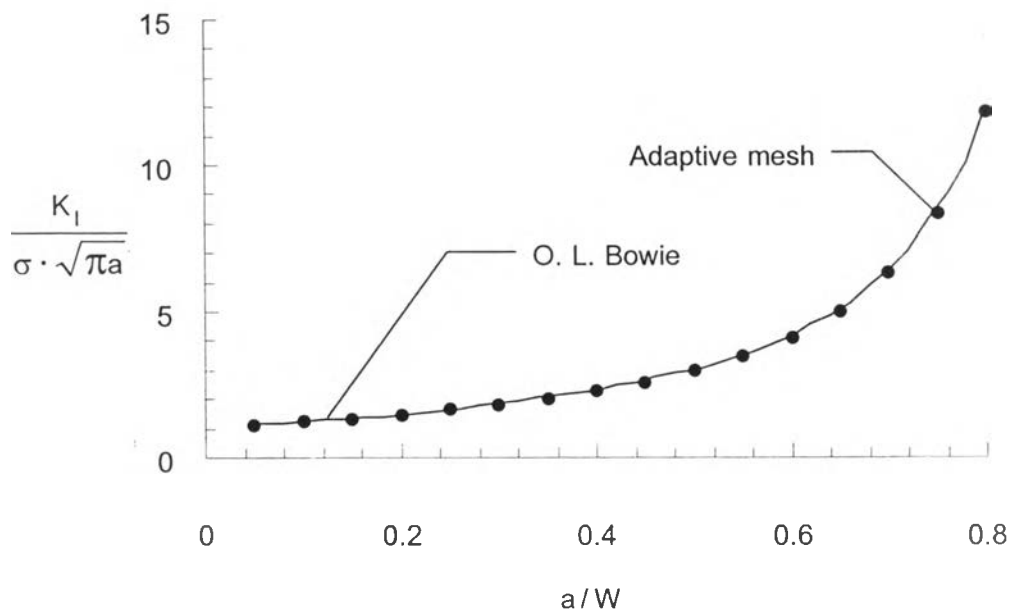 15
10
5
0
K_I
σ · √πa
Adaptive mesh
O. L. Bowie
0 0.2 0.4 0.6 0.8
a / W